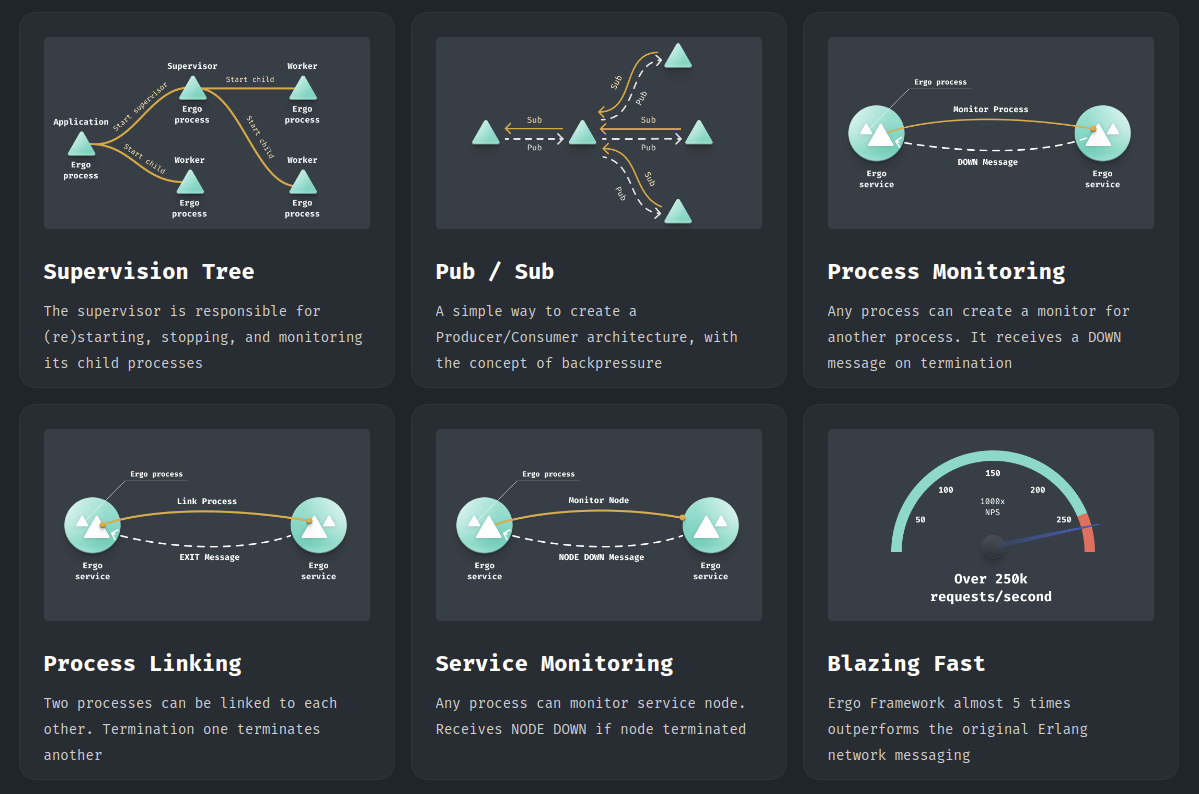 Supervisor
Worker
Start child
Start supervisor
Ergo
process
Ergo
process
Application
Start child
Start child
Ergo
process
Worker
Worker
Ergo
process
Ergo
process
Supervision Tree
The supervisor is responsible for
(re)starting, stopping, and monitoring
its child processes
Sub
Pub
Sub
Pub
Sub
Pub
Sub
Pub
Pub / Sub
A simple way to create a
Producer/Consumer architecture, with
the concept of backpressure
Ergo process
Monitor Process
DOWN Message
Ergo
service
Ergo
service
Process Monitoring
Any process can create a monitor for
another process. It receives a DOWN
message on termination
Ergo process
Link Process
EXIT Message
Ergo
service
Ergo
service
Process Linking
Two processes can be linked to each
other. Termination one terminates
another
Ergo process
Monitor Node
NODE DOWN Message
Ergo
service
Ergo
service
Service Monitoring
Any process can monitor service node.
Receives NODE DOWN if node terminated
150
100
200
1000x
NPS
50
250
Over 250k
requests/second
Blazing Fast
Ergo Framework almost 5 times
outperforms the original Erlang
network messaging